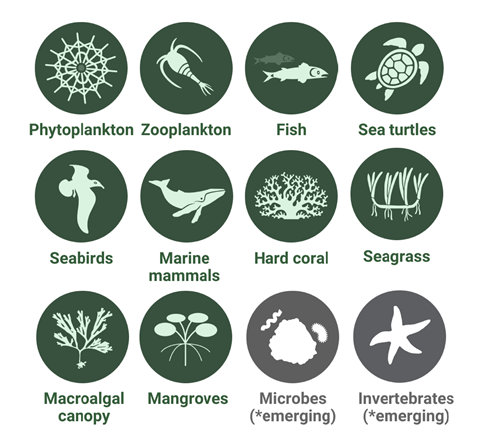 Phytoplankton Zooplankton Fish Sea turtles
Seabirds Marine mammals Hard coral Seagrass
Macroalgal canopy Mangroves Microbes (*emerging) Invertebrates (*emerging)